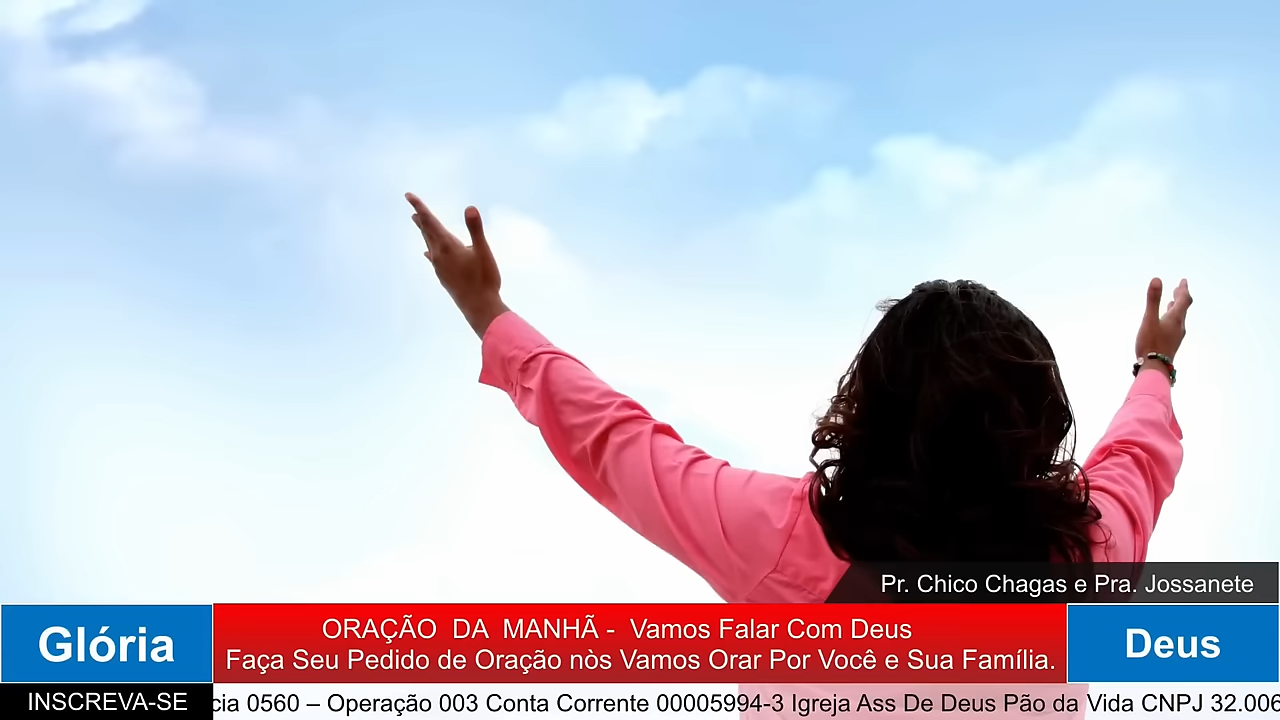 Pr. Chico Chagas e Pra. Jossanete
Glória
ORAÇÃO DA MANHÃ - Vamos Falar Com Deus
Faça Seu Pedido de Oração nòs Vamos Orar Por Você e Sua Família.
Deus
INSCREVA-SE
cia 0560 – Operação 003 Conta Corrente 00005994-3 Igreja Ass De Deus Pão da Vida CNPJ 32.006